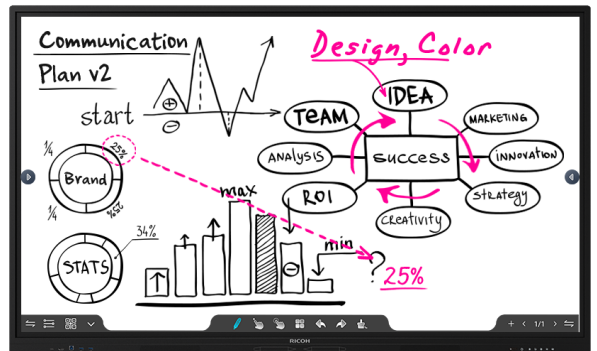 Communication
Plan v2
Design, Color
start
IDEA
TEAM
MARKETING
ANALYSIS
SUCCESS
INNOVATION
ROI
STRATEGY
CREATIVITY
1/4
25%
Brand
1/4
25%
max
34%
STATS
min
?
25%
1/1
RICOH